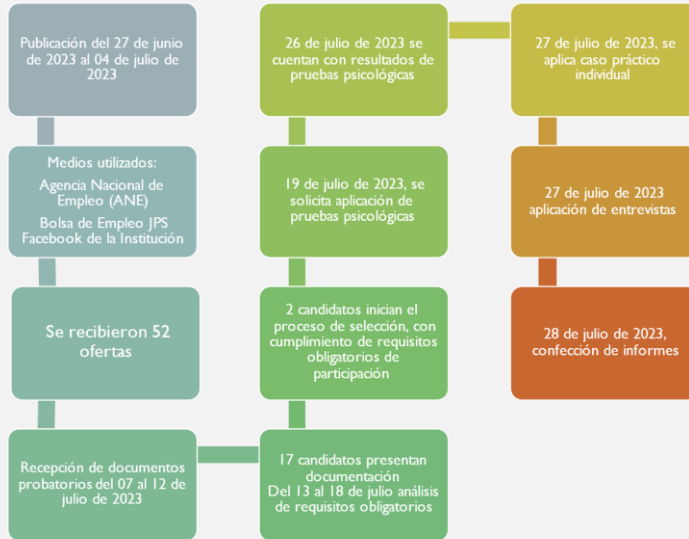 Publicación del 27 de junio
de 2023 al 04 de julio de
2023
Medios utilizados:
Agencia Nacional de
Empleo (ANE)
Bolsa de Empleo JPS
Facebook de la Institución
Se recibieron 52
ofertas
Recepción de documentos
probatorios del 07 al 12 de
julio de 2023
17 candidatos presentan
documentación
Del 13 al 18 de julio análisis
de requisitos obligatorios
2 candidatos inician el
proceso de selección, con
cumplimiento de requisitos
obligatorios de
participación
19 de julio de 2023, se
solicita aplicación de
pruebas psicológicas
26 de julio de 2023 se
cuentan con resultados de
pruebas psicológicas
27 de julio de 2023, se
aplica caso práctico
individual
27 de julio de 2023
aplicación de entrevistas
28 de julio de 2023,
confección de informes